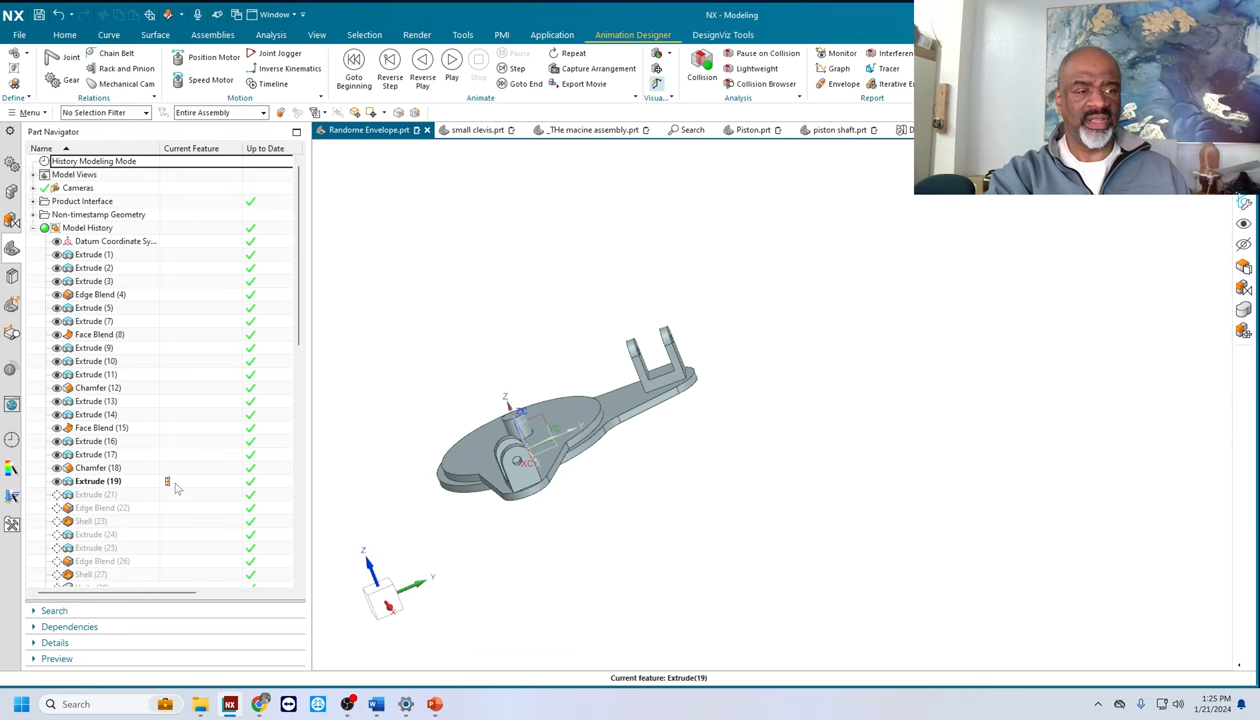 NX Window NX - Modeling
File Home Curve Surface Assemblies Analysis View Selection Render Tools PMI Application Animation Designer DesignViz Tools
Joint Chain Belt Position Motor Joint Jogger Pause Repeat Pause on Collision Monitor
Rack and Pinion Inverse Kinematics Step Capture Arrangement Lightweight Graph Tracer
Gear Mechanical Cam Speed Motor Timeline Goto Beginning Reverse Step Reverse Play Play Stop Goto End Export Movie Collision Collision Browser Envelope
Define Relations Motion Animate Visua... Analysis Report
Menu No Selection Filter Entire Assembly
Part Navigator
Randome Envelope.prt small clevis.prt _THe macine assembly.prt Search Piston.prt piston shaft.prt
Name Current Feature Up to Date
History Modeling Mode
Model Views
Cameras
Product Interface
Non-timestamp Geometry
Model History
Datum Coordinate Sy...
Extrude (1)
Extrude (2)
Extrude (3)
Edge Blend (4)
Extrude (5)
Extrude (7)
Face Blend (8)
Extrude (9)
Extrude (10)
Extrude (11)
Chamfer (12)
Extrude (13)
Extrude (14)
Face Blend (15)
Extrude (16)
Extrude (17)
Chamfer (18)
Extrude (19)
Extrude (21)
Edge Blend (22)
Shell (23)
Extrude (24)
Extrude (25)
Edge Blend (26)
Shell (27)
Search
Dependencies
Details
Preview
Z
Y
XC
YC
Z
Y
X
Current feature: Extrude(19)
Search
1:25 PM
1/21/2024